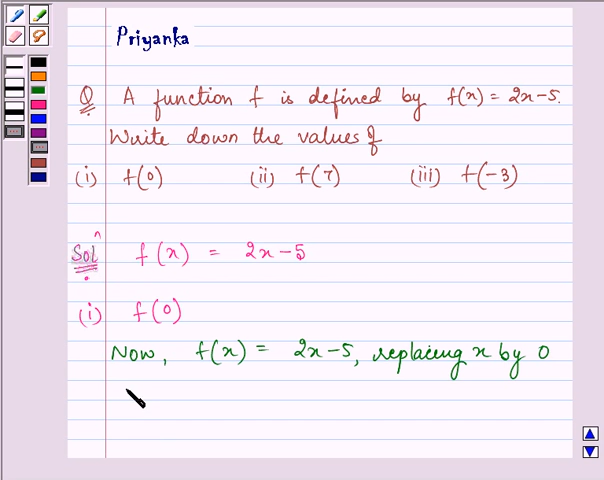 Priyanka
Q A function f is defined by f(x) = 2x-5.
Write down the values of
(i) f(0) (ii) f(7) (iii) f(-3)
Sol^n f(x) = 2x-5
(i) f(0)
Now, f(x) = 2x-5, replacing x by 0